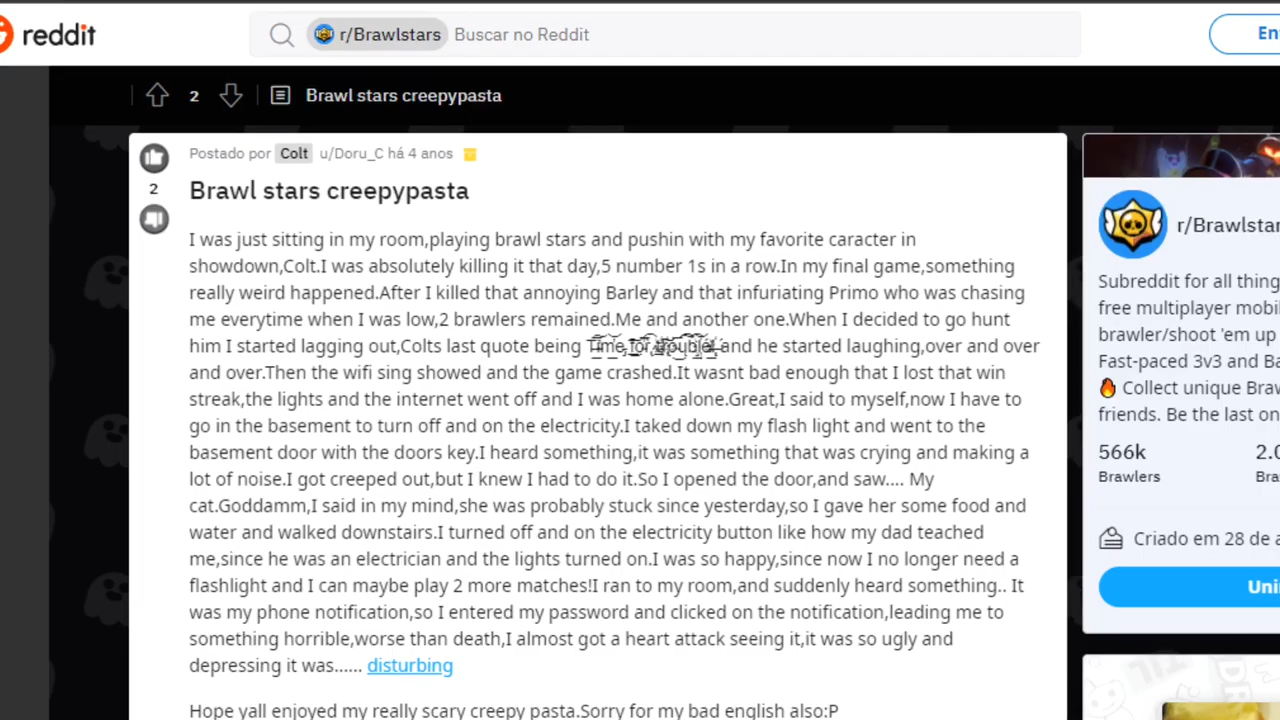 reddit
r/Brawlstars Buscar no Reddit
2 Brawl stars creepypasta
Postado por Colt u/Doru_C há 4 anos
2
Brawl stars creepypasta
I was just sitting in my room,playing brawl stars and pushin with my favorite caracter in
showdown,Colt.I was absolutely killing it that day,5 number 1s in a row.In my final game,something
really weird happened.After I killed that annoying Barley and that infuriating Primo who was chasing
me everytime when I was low,2 brawlers remained.Me and another one.When I decided to go hunt
him I started lagging out,Colts last quote being Time for trouble! and he started laughing,over and over
and over.Then the wifi sing showed and the game crashed.It wasnt bad enough that I lost that win
streak,the lights and the internet went off and I was home alone.Great,I said to myself,now I have to
go in the basement to turn off and on the electricity.I taked down my flash light and went to the
basement door with the doors key.I heard something,it was something that was crying and making a
lot of noise.I got creeped out,but I knew I had to do it.So I opened the door,and saw.... My
cat.Goddamm,I said in my mind,she was probably stuck since yesterday,so I gave her some food and
water and walked downstairs.I turned off and on the electricity button like how my dad teached
me,since he was an electrician and the lights turned on.I was so happy,since now I no longer need a
flashlight and I can maybe play 2 more matches!I ran to my room,and suddenly heard something.. It
was my phone notification,so I entered my password and clicked on the notification,leading me to
something horrible,worse than death,I almost got a heart attack seeing it,it was so ugly and
depressing it was...... disturbing
Hope yall enjoyed my really scary creepy pasta.Sorry for my bad english also:P
En
r/Brawlstar
Subreddit for all thing
free multiplayer mobi
brawler/shoot 'em up
Fast-paced 3v3 and Ba
🔥 Collect unique Braw
friends. Be the last on
566k 2.0
Brawlers Bra
Criado em 28 de a
Uni